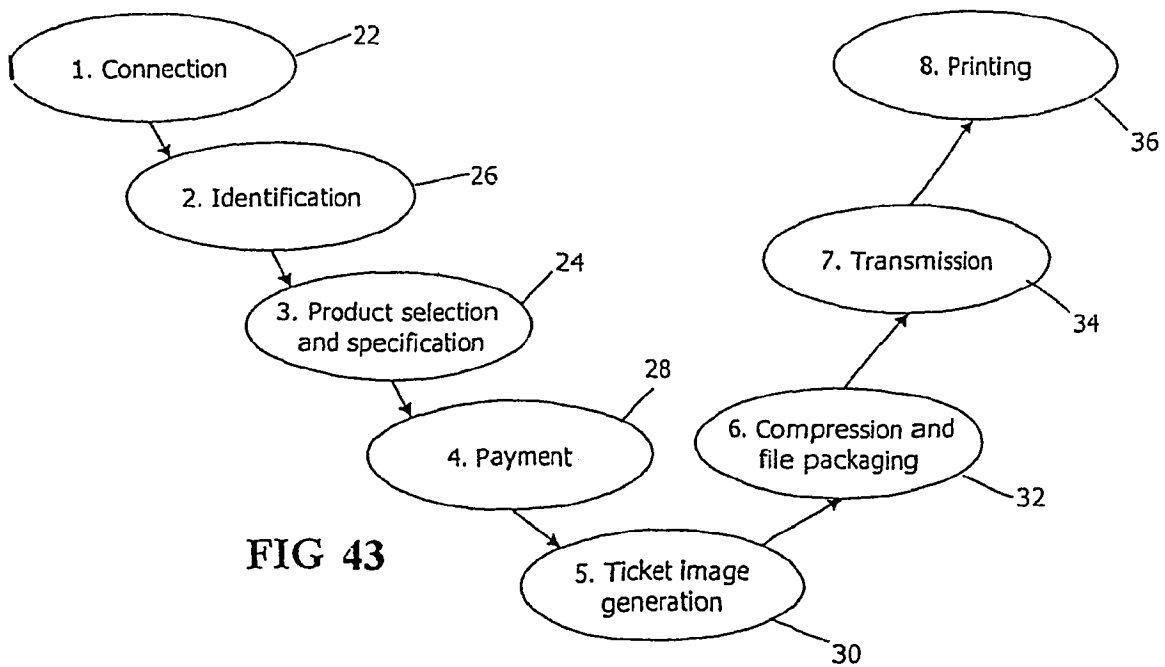 1. Connection
22
2. Identification
26
3. Product selection
and specification
24
4. Payment
28
5. Ticket image
generation
30
6. Compression and
file packaging
32
7. Transmission
34
8. Printing
36
FIG 43